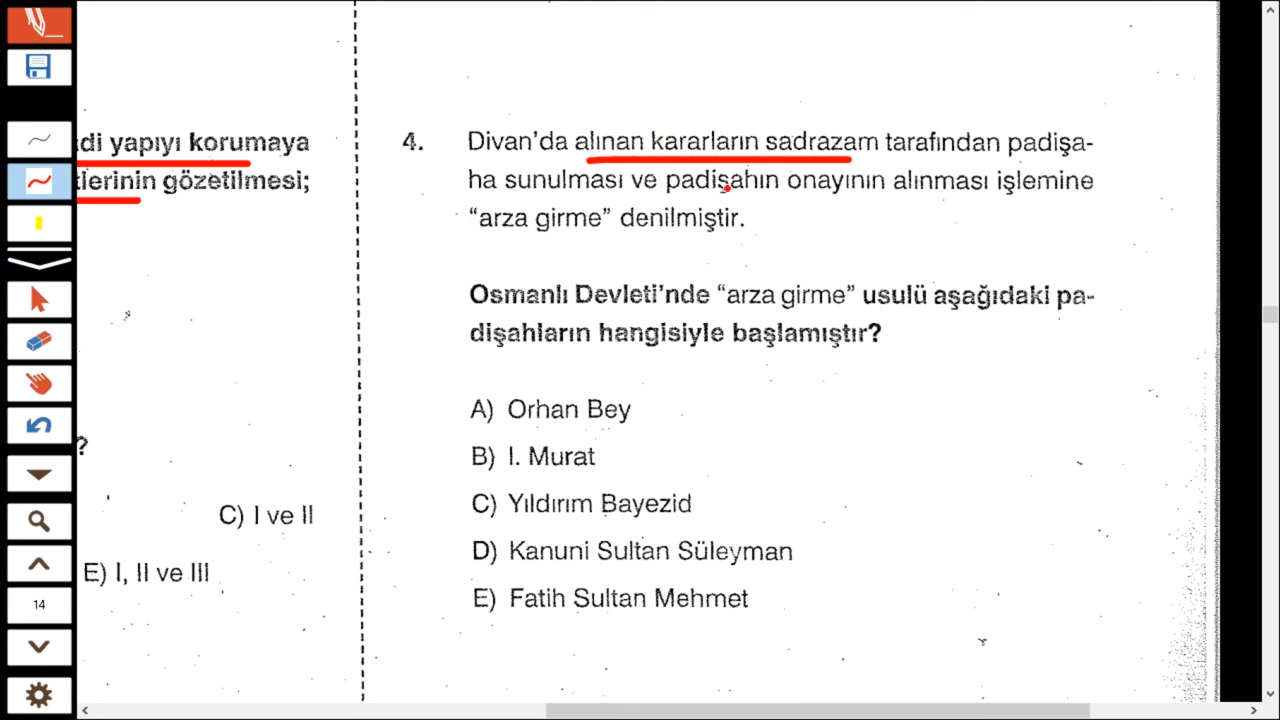 di yapıyı korumaya
lerinin gözetilmesi;
?
C) I ve II
E) I, II ve III
4. Divan’da alınan kararların sadrazam tarafından padişa-
ha sunulması ve padişahın onayının alınması işlemine
“arza girme” denilmiştir.
Osmanlı Devleti’nde “arza girme” usulü aşağıdaki pa-
dişahların hangisiyle başlamıştır?
A) Orhan Bey
B) I. Murat
C) Yıldırım Bayezid
D) Kanuni Sultan Süleyman
E) Fatih Sultan Mehmet
14